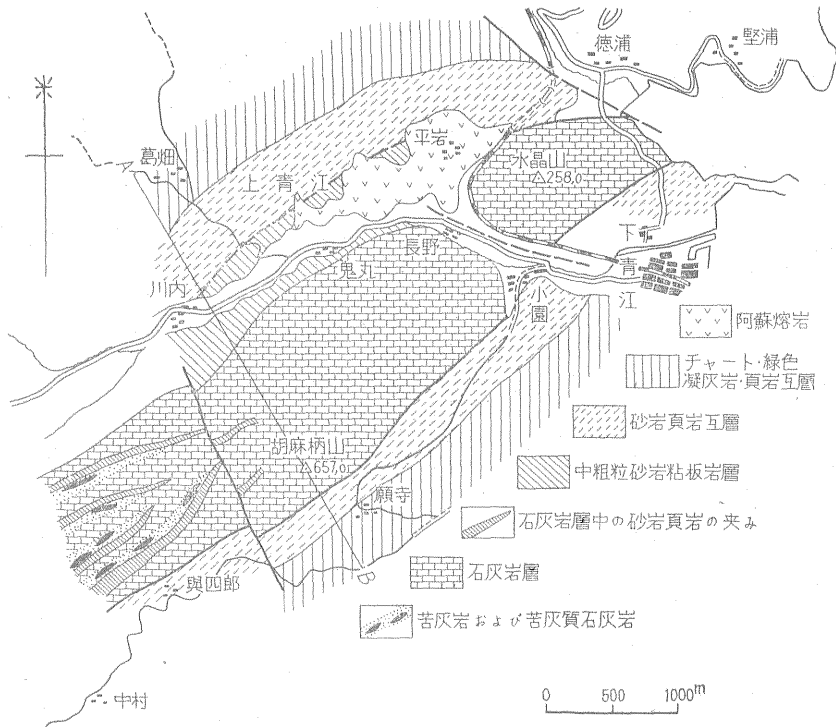 徳浦
堅浦
葛畑
A
平岩
上青江
水晶山
△258,0
下青江
長野
鬼丸
川内
小園
阿蘇熔岩
チャート・緑色
凝灰岩・頁岩互層
砂岩頁岩互層
胡麻柄山
△657,0
中粗粒砂岩粘板岩層
願寺
石灰岩層中の砂岩頁岩の夾み
B
石灰岩層
與四郎
苦灰岩および苦灰質石灰岩
中村
0 500 1000m